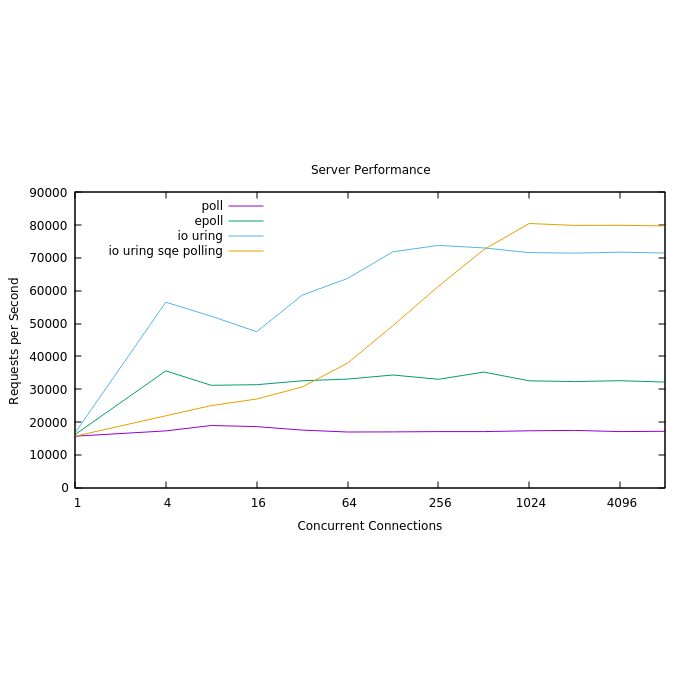 Server Performance
90000
80000
70000
60000
50000
40000
30000
20000
10000
0
Requests per Second
poll
epoll
io uring
io uring sqe polling
1 4 16 64 256 1024 4096
Concurrent Connections